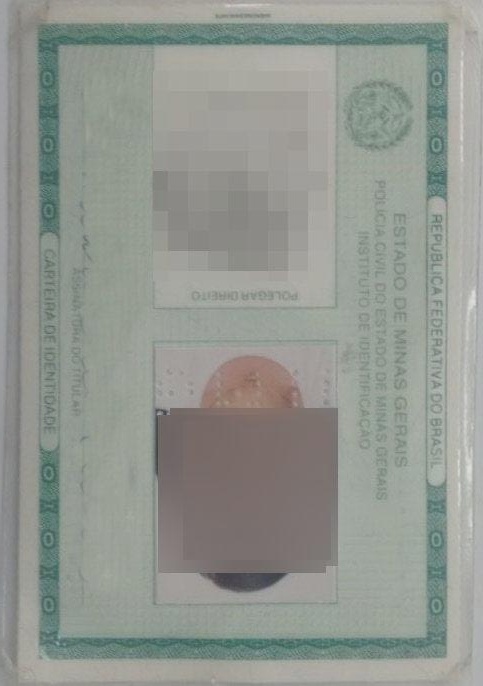 REPÚBLICA FEDERATIVA DO BRASIL
ESTADO DE MINAS GERAIS
POLÍCIA CIVIL DO ESTADO DE MINAS GERAIS
INSTITUTO DE IDENTIFICAÇÃO
POLEGAR DIREITO
ASSINATURA DO TITULAR
CARTEIRA DE IDENTIDADE